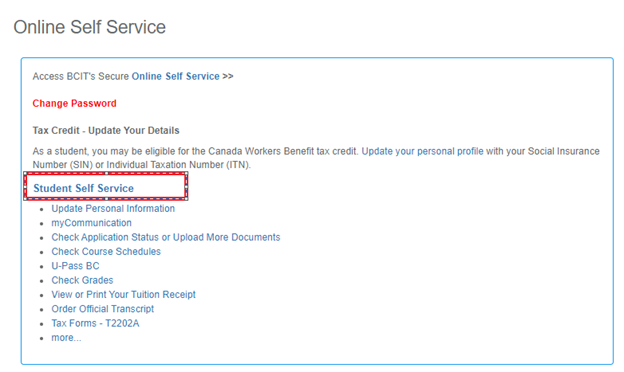 Online Self Service
Access BCIT's Secure Online Self Service >>
Change Password
Tax Credit - Update Your Details
As a student, you may be eligible for the Canada Workers Benefit tax credit. Update your personal profile with your Social Insurance
Number (SIN) or Individual Taxation Number (ITN).
Student Self Service
Update Personal Information
myCommunication
Check Application Status or Upload More Documents
Check Course Schedules
U-Pass BC
Check Grades
View or Print Your Tuition Receipt
Order Official Transcript
Tax Forms - T2202A
more...